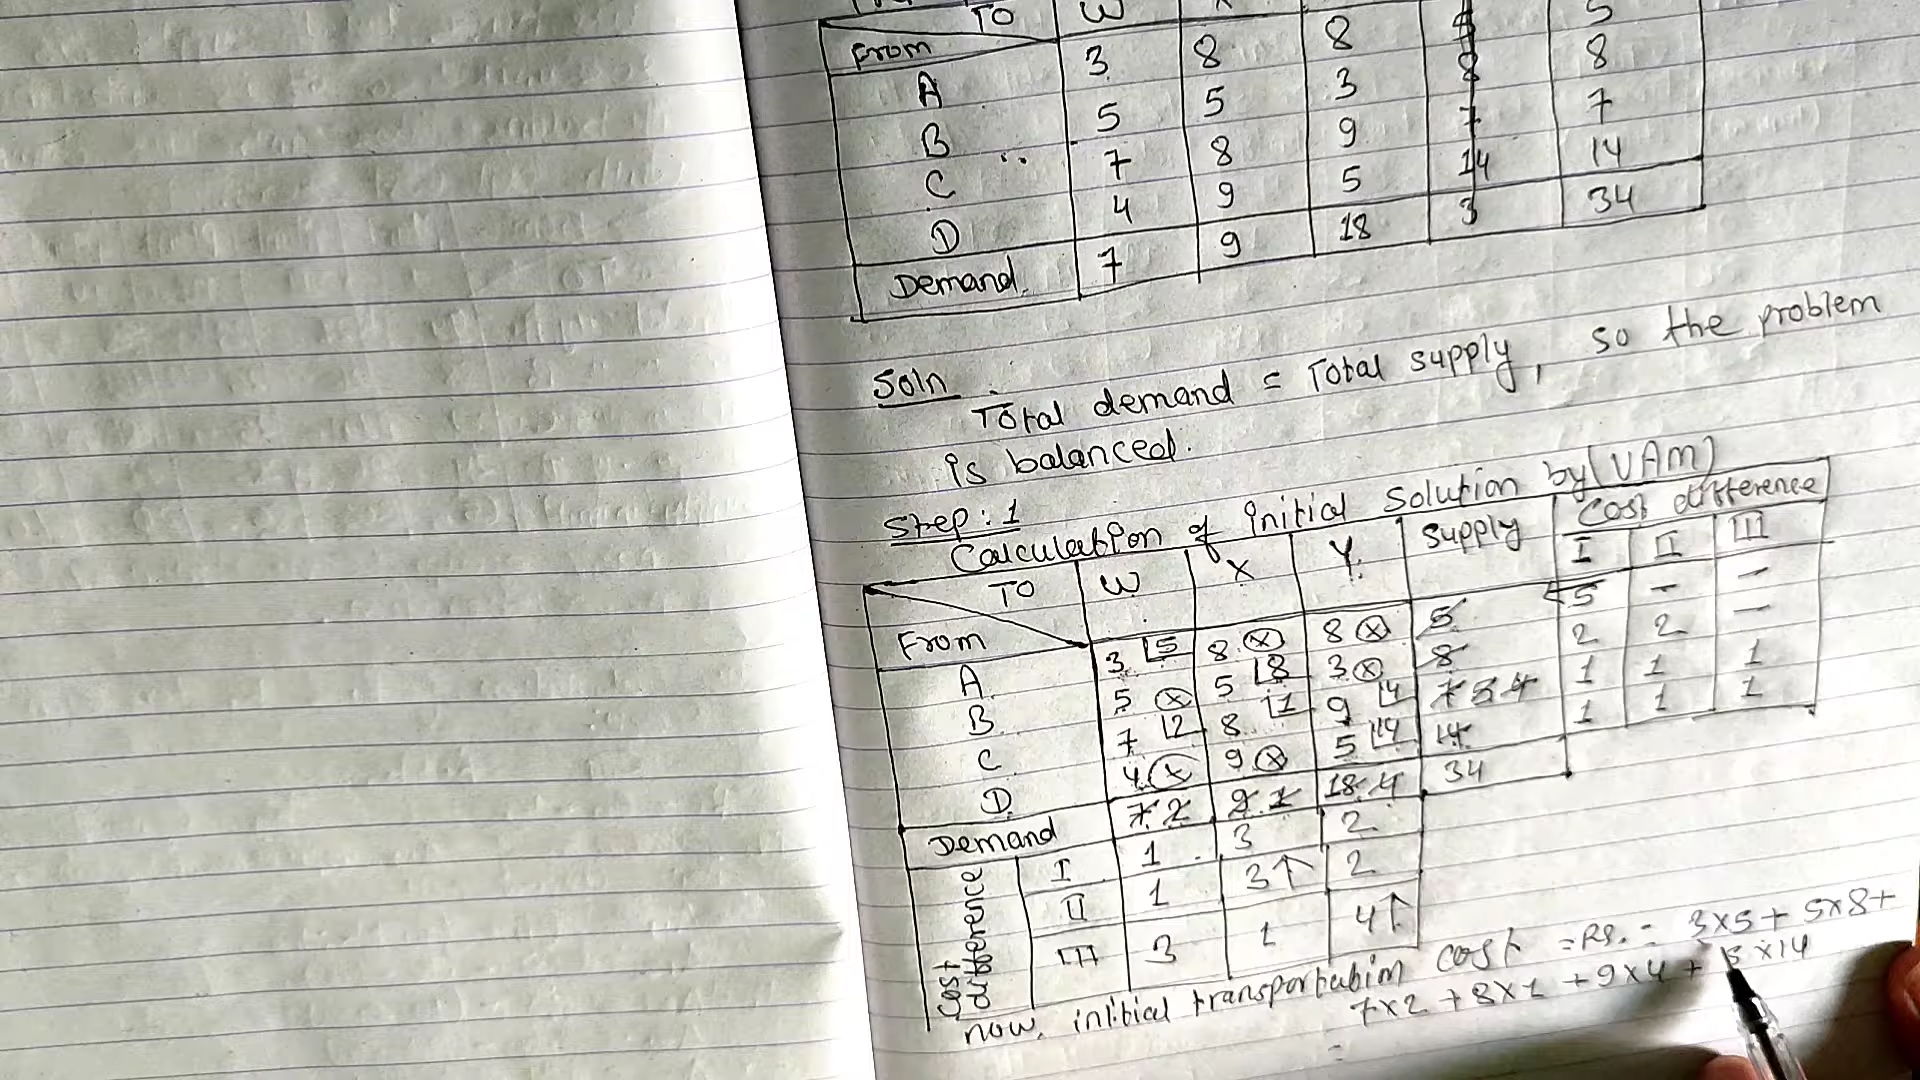 TO W
From 3 8 8 5
A 5 5 3 8 8
B 7 8 9 7 7
C 4 9 5 14 14
D 7 9 18 3 34
Demand.
Soln
Total demand = Total supply, so the problem
is balanced.
Step: 1
Calculation of initial solution by (VAM)
TO W X Y supply Cost difference
I II III
From
A 3 5 8 x 8 x 5 5 - -
B 5 x 5 8 3 x 8 2 2 -
C 7 2 8 1 9 4 7 5 4 1 1 1
D 4 x 9 x 5 14 14 1 1 1
Demand 7 2 9 1 18 4 34
Cost difference I 1 3 2
II 1 3↑ 2
III 3 1 4↑
now, initial transportation cost = RS. = 3x5 + 5x8 +
7x2 + 8x1 + 9x4 + 5x14
=